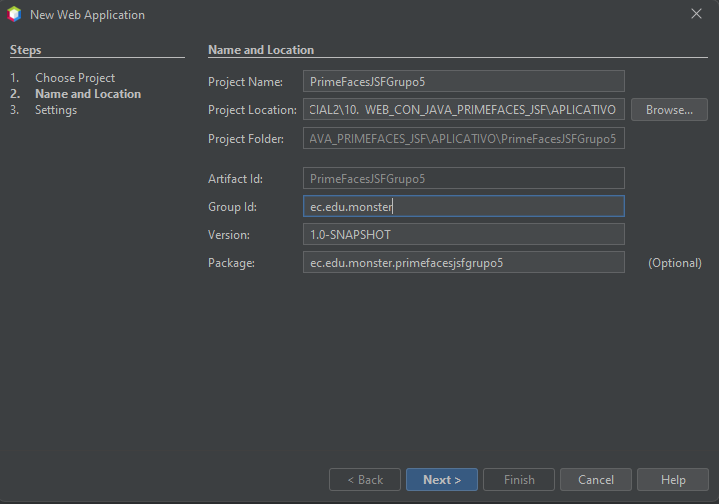 New Web Application
Steps
1. Choose Project
2. Name and Location
3. Settings
Name and Location
Project Name: PrimeFacesJSFGrupo5
Project Location: CIAL2\10. WEB_CON_JAVA_PRIMEFACES_JSF\APLICATIVO Browse...
Project Folder: AVA_PRIMEFACES_JSF\APLICATIVO\PrimeFacesJSFGrupo5
Artifact Id: PrimeFacesJSFGrupo5
Group Id: ec.edu.monster
Version: 1.0-SNAPSHOT
Package: ec.edu.monster.primefacesjsfgrupo5 (Optional)
< Back Next > Finish Cancel Help